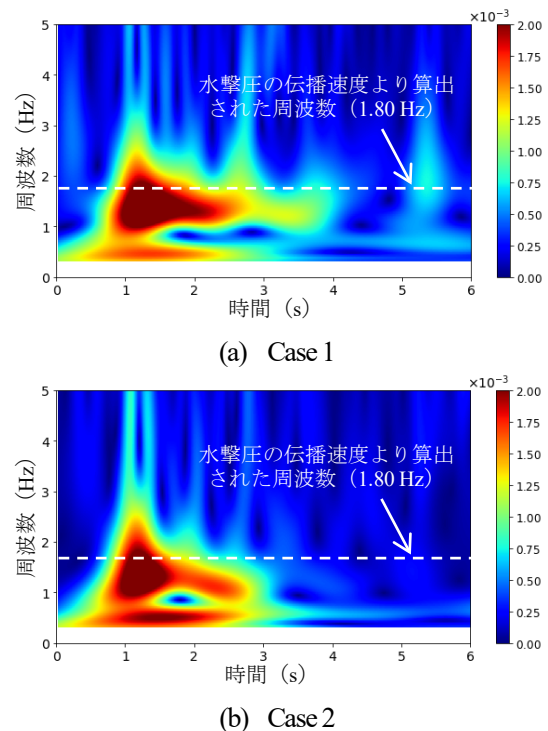 ×10⁻³
5
4
3
2
1
0
周波数（Hz）
水撃圧の伝播速度より算出
された周波数（1.80 Hz）
2.00
1.75
1.50
1.25
1.00
0.75
0.50
0.25
0.00
0 1 2 3 4 5 6
時間（s）
(a) Case 1
×10⁻³
5
4
3
2
1
0
周波数（Hz）
水撃圧の伝播速度より算出
された周波数（1.80 Hz）
2.00
1.75
1.50
1.25
1.00
0.75
0.50
0.25
0.00
0 1 2 3 4 5 6
時間（s）
(b) Case 2